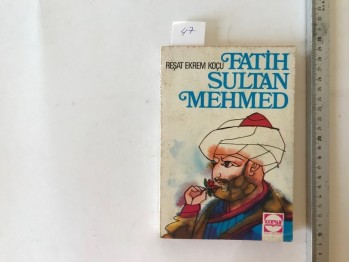 47
REŞAT EKREM KOÇU
FATİH
SULTAN
MEHMED